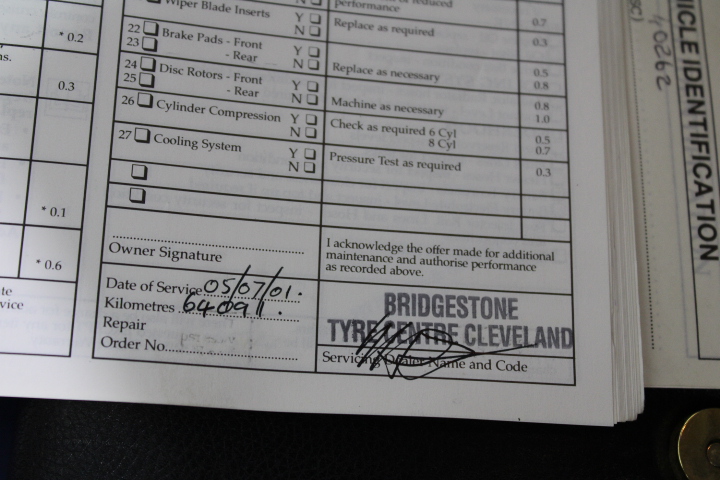 Wiper Blade Inserts Y N Replace as required 0.7
performance
0.3
22 Brake Pads - Front Y Replace as necessary 0.5
23 - Rear N 0.8
24 Disc Rotors - Front Y Machine as necessary 0.8
25 - Rear N 1.0
26 Cylinder Compression Y Check as required 6 Cyl 0.5
N 8 Cyl 0.7
27 Cooling System Y Pressure Test as required 0.3
N
* 0.2
0.3
* 0.1
* 0.6
Owner Signature
I acknowledge the offer made for additional
maintenance and authorise performance
as recorded above.
Date of Service 05/07/01.
Kilometres 64091.
Repair
Order No.
BRIDGESTONE
TYRE CENTRE CLEVELAND
Servicing Dealer Name and Code
ICLE IDENTIFICATION
40262